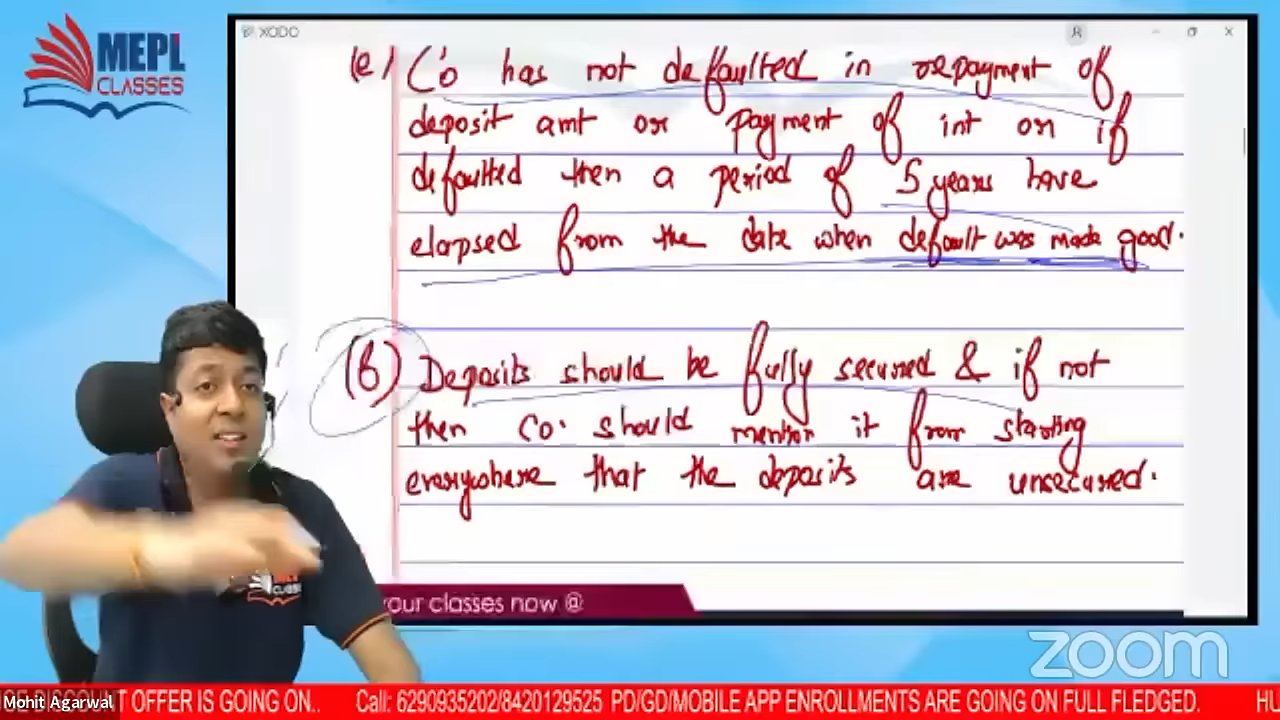 MEPL
CLASSES
XODO
(e) Co has not defaulted in repayment of
deposit amt or payment of int or if
defaulted then a period of 5 years have
elapsed from the date when default was made good.
(f) Deposits should be fully secured & if not
then Co. should mention it from starting
everywhere that the deposits are unsecured.
your classes now @
zoom
Mohit Agarwal
DISCOUNT OFFER IS GOING ON.. Call: 6290935202/8420129525 PD/GD/MOBILE APP ENROLLMENTS ARE GOING ON FULL FLEDGED. HU